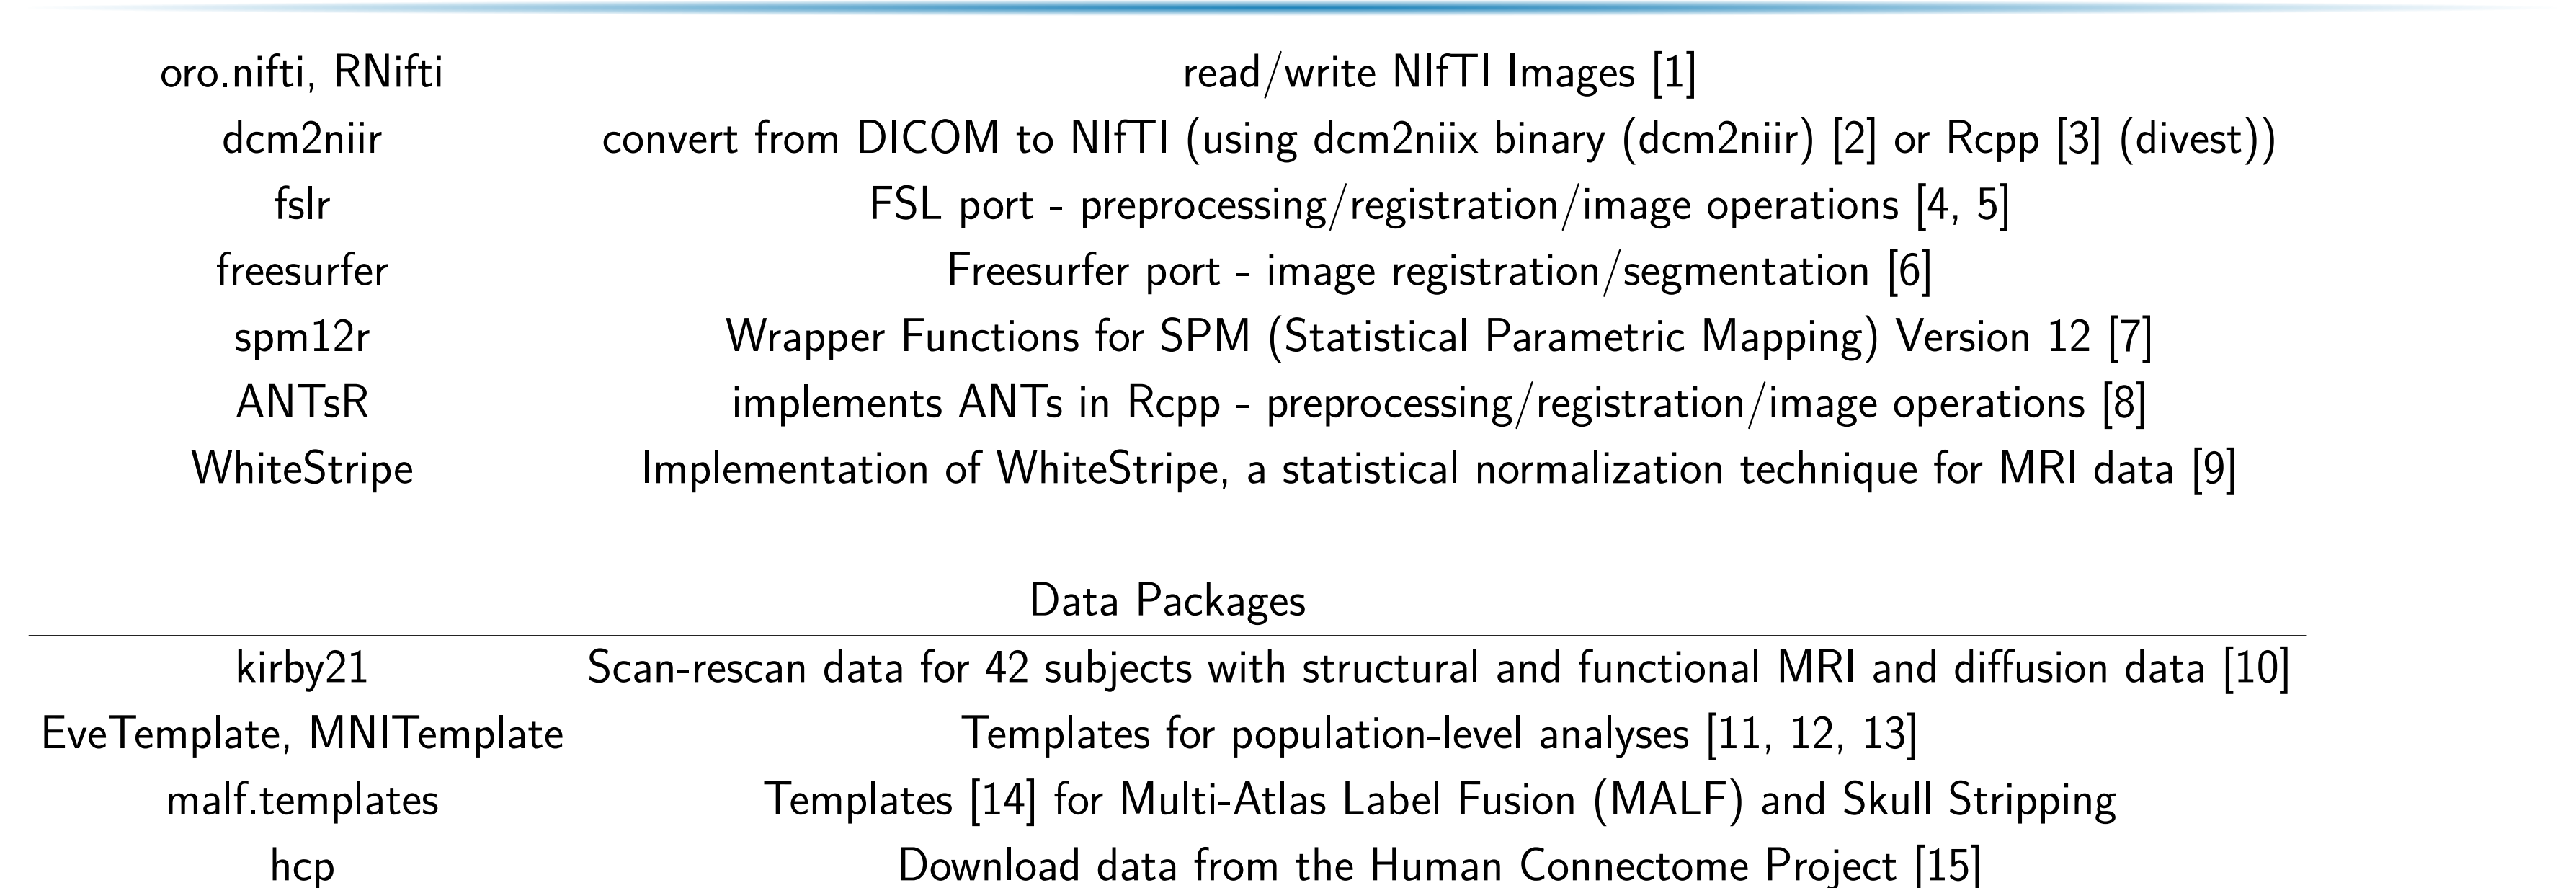 oro.nifti, RNifti read/write NIfTI Images [1]
dcm2niir convert from DICOM to NIfTI (using dcm2niix binary (dcm2niir) [2] or Rcpp [3] (divest))
fslr FSL port - preprocessing/registration/image operations [4, 5]
freesurfer Freesurfer port - image registration/segmentation [6]
spm12r Wrapper Functions for SPM (Statistical Parametric Mapping) Version 12 [7]
ANTsR implements ANTs in Rcpp - preprocessing/registration/image operations [8]
WhiteStripe Implementation of WhiteStripe, a statistical normalization technique for MRI data [9]
Data Packages
kirby21 Scan-rescan data for 42 subjects with structural and functional MRI and diffusion data [10]
EveTemplate, MNITemplate Templates for population-level analyses [11, 12, 13]
malf.templates Templates [14] for Multi-Atlas Label Fusion (MALF) and Skull Stripping
hcp Download data from the Human Connectome Project [15]